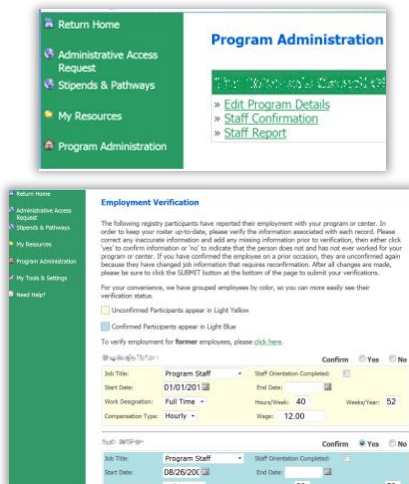 Return Home
Administrative Access
Request
Stipends & Pathways
My Resources
Program Administration
Program Administration
» Edit Program Details
» Staff Confirmation
» Staff Report
Return Home
Administrative Access
Request
Stipends & Pathways
My Resources
Program Administration
My Tools & Settings
Need Help?
Employment Verification
The following registry participants have reported their employment with your program or center. In
order to keep your roster up-to-date, please verify the information associated with each record. Please
correct any inaccurate information and add any missing information prior to verification, then either click
'yes' to confirm information or 'no' to indicate that the person does not and has not ever worked for your
program or center. If you have confirmed the employee on a prior occasion, they are unconfirmed again
because they have changed job information that requires reconfirmation. After all changes are made,
please be sure to click the SUBMIT button at the bottom of the page to submit your verifications.
For your convenience, we have grouped employees by color, so you can more easily see their
verification status.
Unconfirmed Participants appear in Light Yellow
Confirmed Participants appear in Light Blue
To verify employment for former employees, please click here.
Confirm Yes No
Job Title: Program Staff Staff Orientation Completed:
Start Date: 01/01/201 End Date:
Work Designation: Full Time Hours/Week: 40 Weeks/Year: 52
Compensation Type: Hourly Wage: 12.00
Confirm Yes No
Job Title: Program Staff Staff Orientation Completed:
Start Date: 08/26/200 End Date: